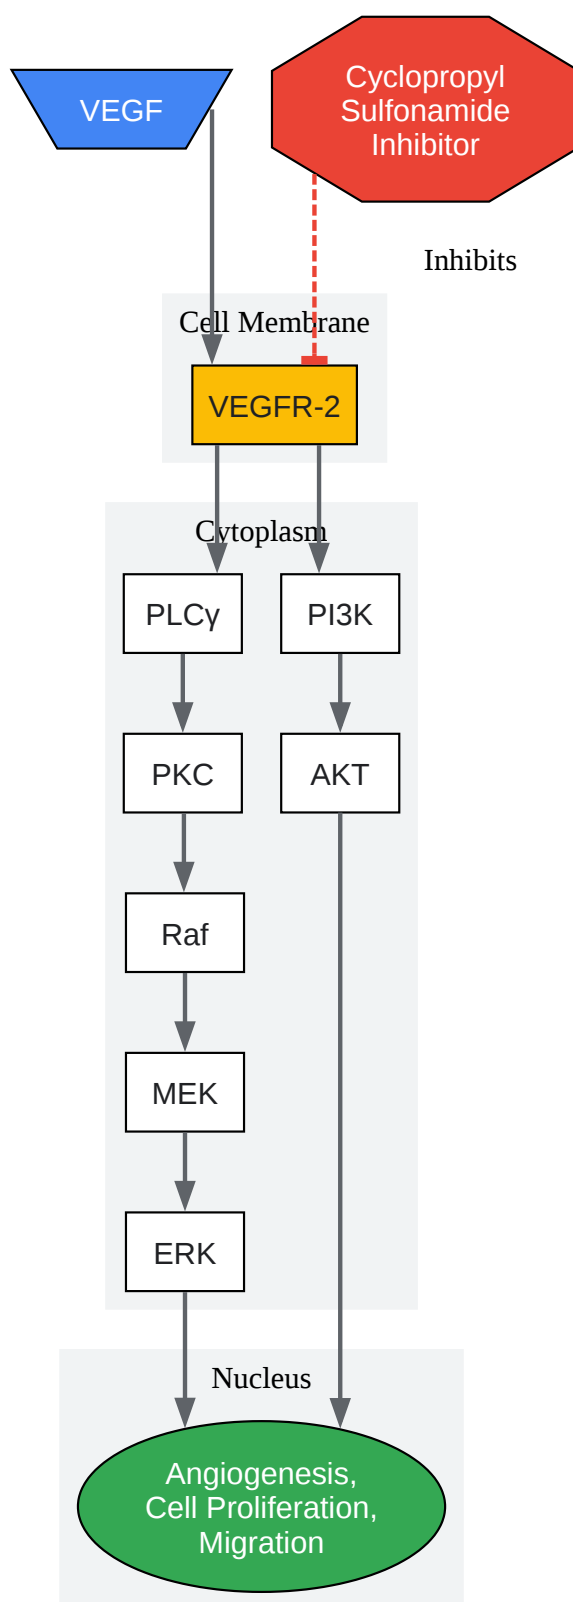 VEGF
Cyclopropyl
Sulfonamide
Inhibitor
Inhibits
Cell Membrane
VEGFR-2
Cytoplasm
PLCγ
PI3K
PKC
AKT
Raf
MEK
ERK
Nucleus
Angiogenesis,
Cell Proliferation,
Migration